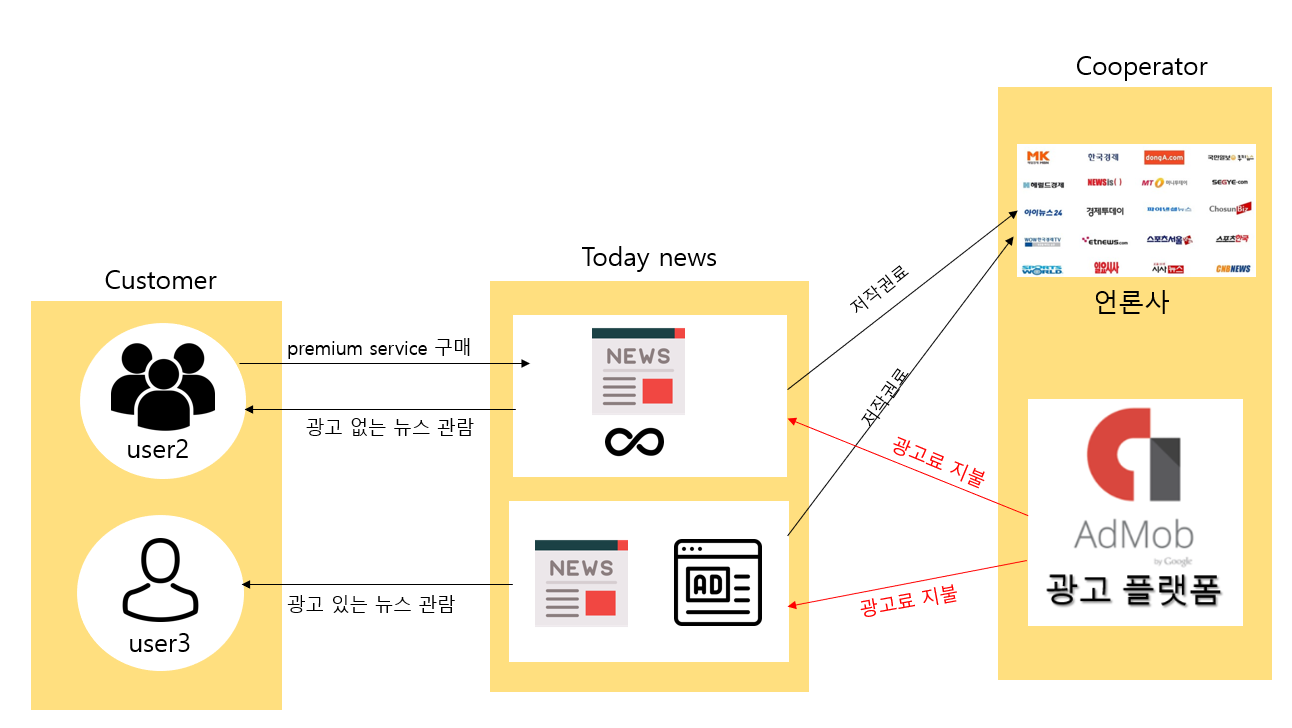 Cooperator
MK
한국경제
dongA.com
국민일보
헤럴드경제
NEWSis
MT 머니투데이
SEGYE.com
아이뉴스24
경제투데이
파이낸셜뉴스
ChosunBiz
WOW한국경제TV
etnews.com
스포츠서울
스포츠한국
SPORTS WORLD
일요시사
시사뉴스
CNBNEWS
언론사
Today news
Customer
저작권료
premium service 구매
NEWS
user2
광고 없는 뉴스 관람
저작권료
광고료 지불
AdMob
by Google
광고 플랫폼
NEWS
AD
광고 있는 뉴스 관람
광고료 지불
user3